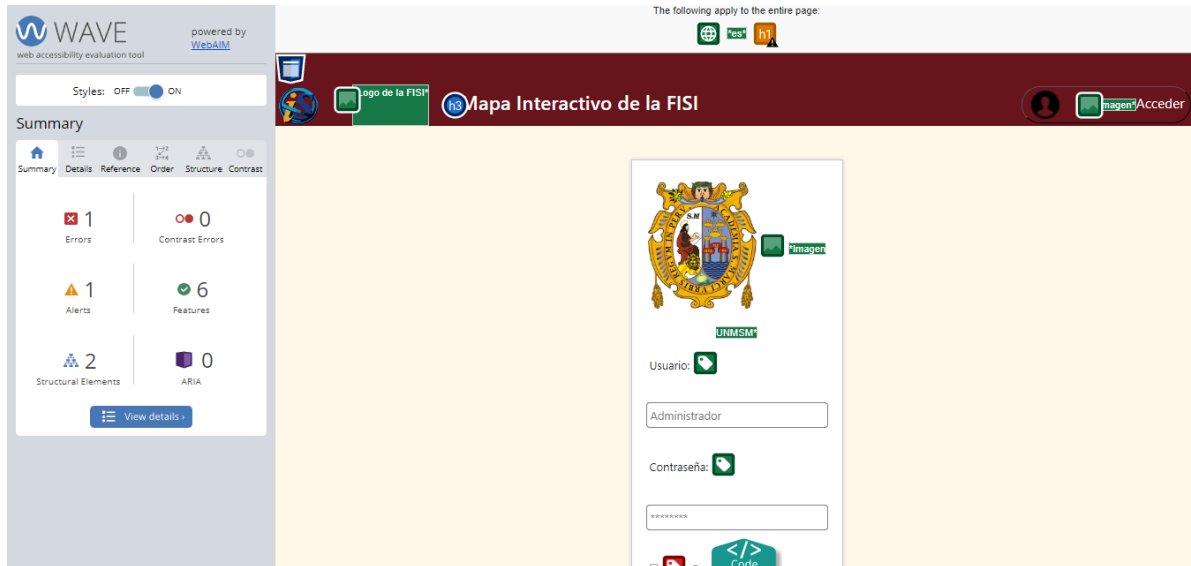 WAVE
powered by
WebAIM
web accessibility evaluation tool
Styles: OFF ON
Summary
Summary Details Reference Order Structure Contrast
1
Errors
0
Contrast Errors
1
Alerts
6
Features
2
Structural Elements
0
ARIA
View details ›
The following apply to the entire page:
*es* h1
Logo de la FISI*
h3
Mapa Interactivo de la FISI
Acceder
S.M
*Imagen
UNMSM*
Usuario:
Administrador
Contraseña:
********
</>
Code